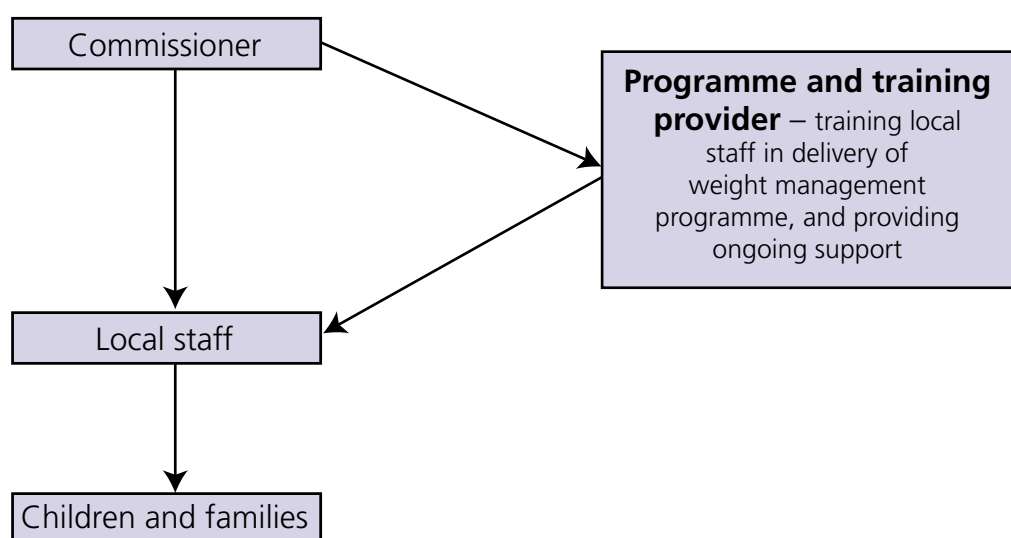 Commissioner
Programme and training
provider – training local
staff in delivery of
weight management
programme, and providing
ongoing support
Local staff
Children and families